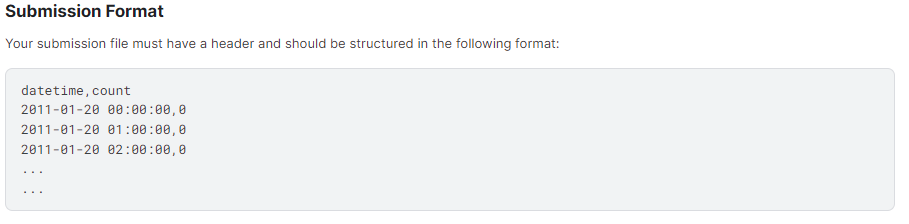 Submission Format
Your submission file must have a header and should be structured in the following format:
datetime,count
2011-01-20 00:00:00,0
2011-01-20 01:00:00,0
2011-01-20 02:00:00,0
...
...